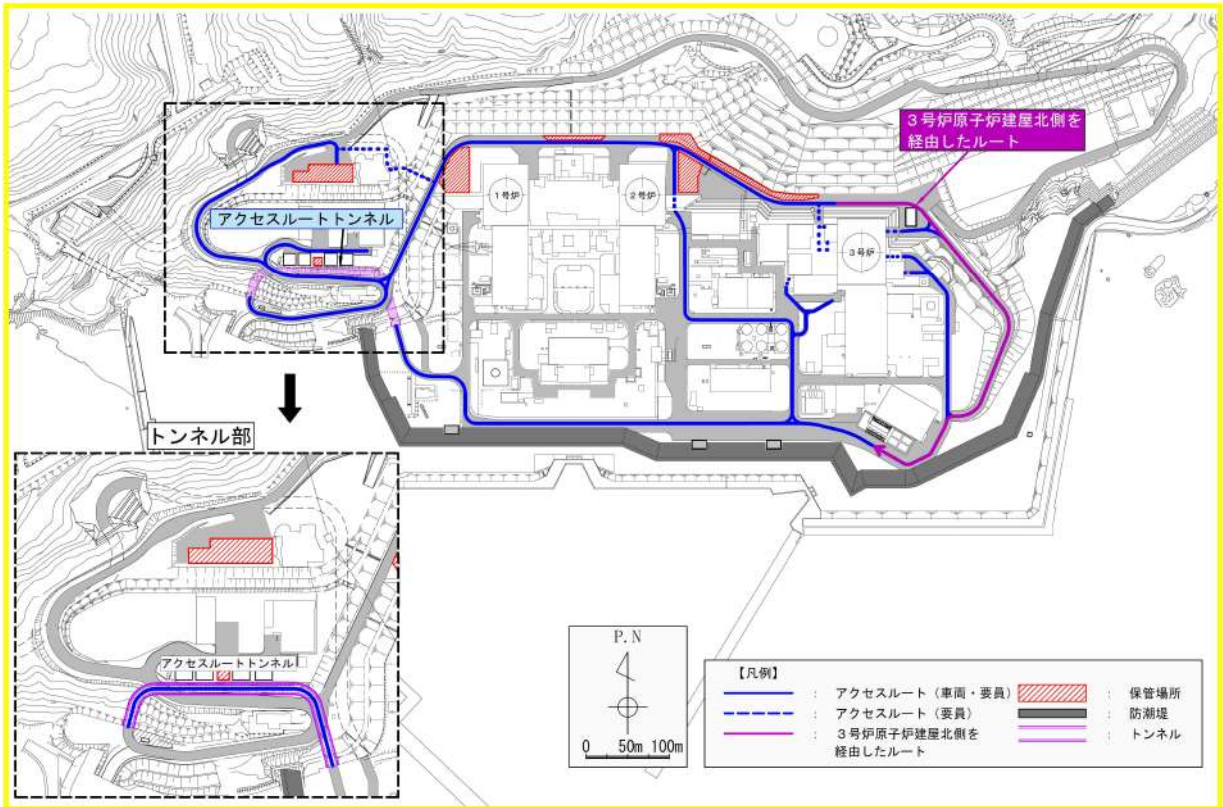 3号炉原子炉建屋北側を
経由したルート
1号炉
2号炉
アクセスルートトンネル
3号炉
トンネル部
アクセスルートトンネル
P.N
0 50m 100m
【凡例】
: アクセスルート（車両・要員）
: アクセスルート（要員）
: 3号炉原子炉建屋北側を
経由したルート
: 保管場所
: 防潮堤
: トンネル